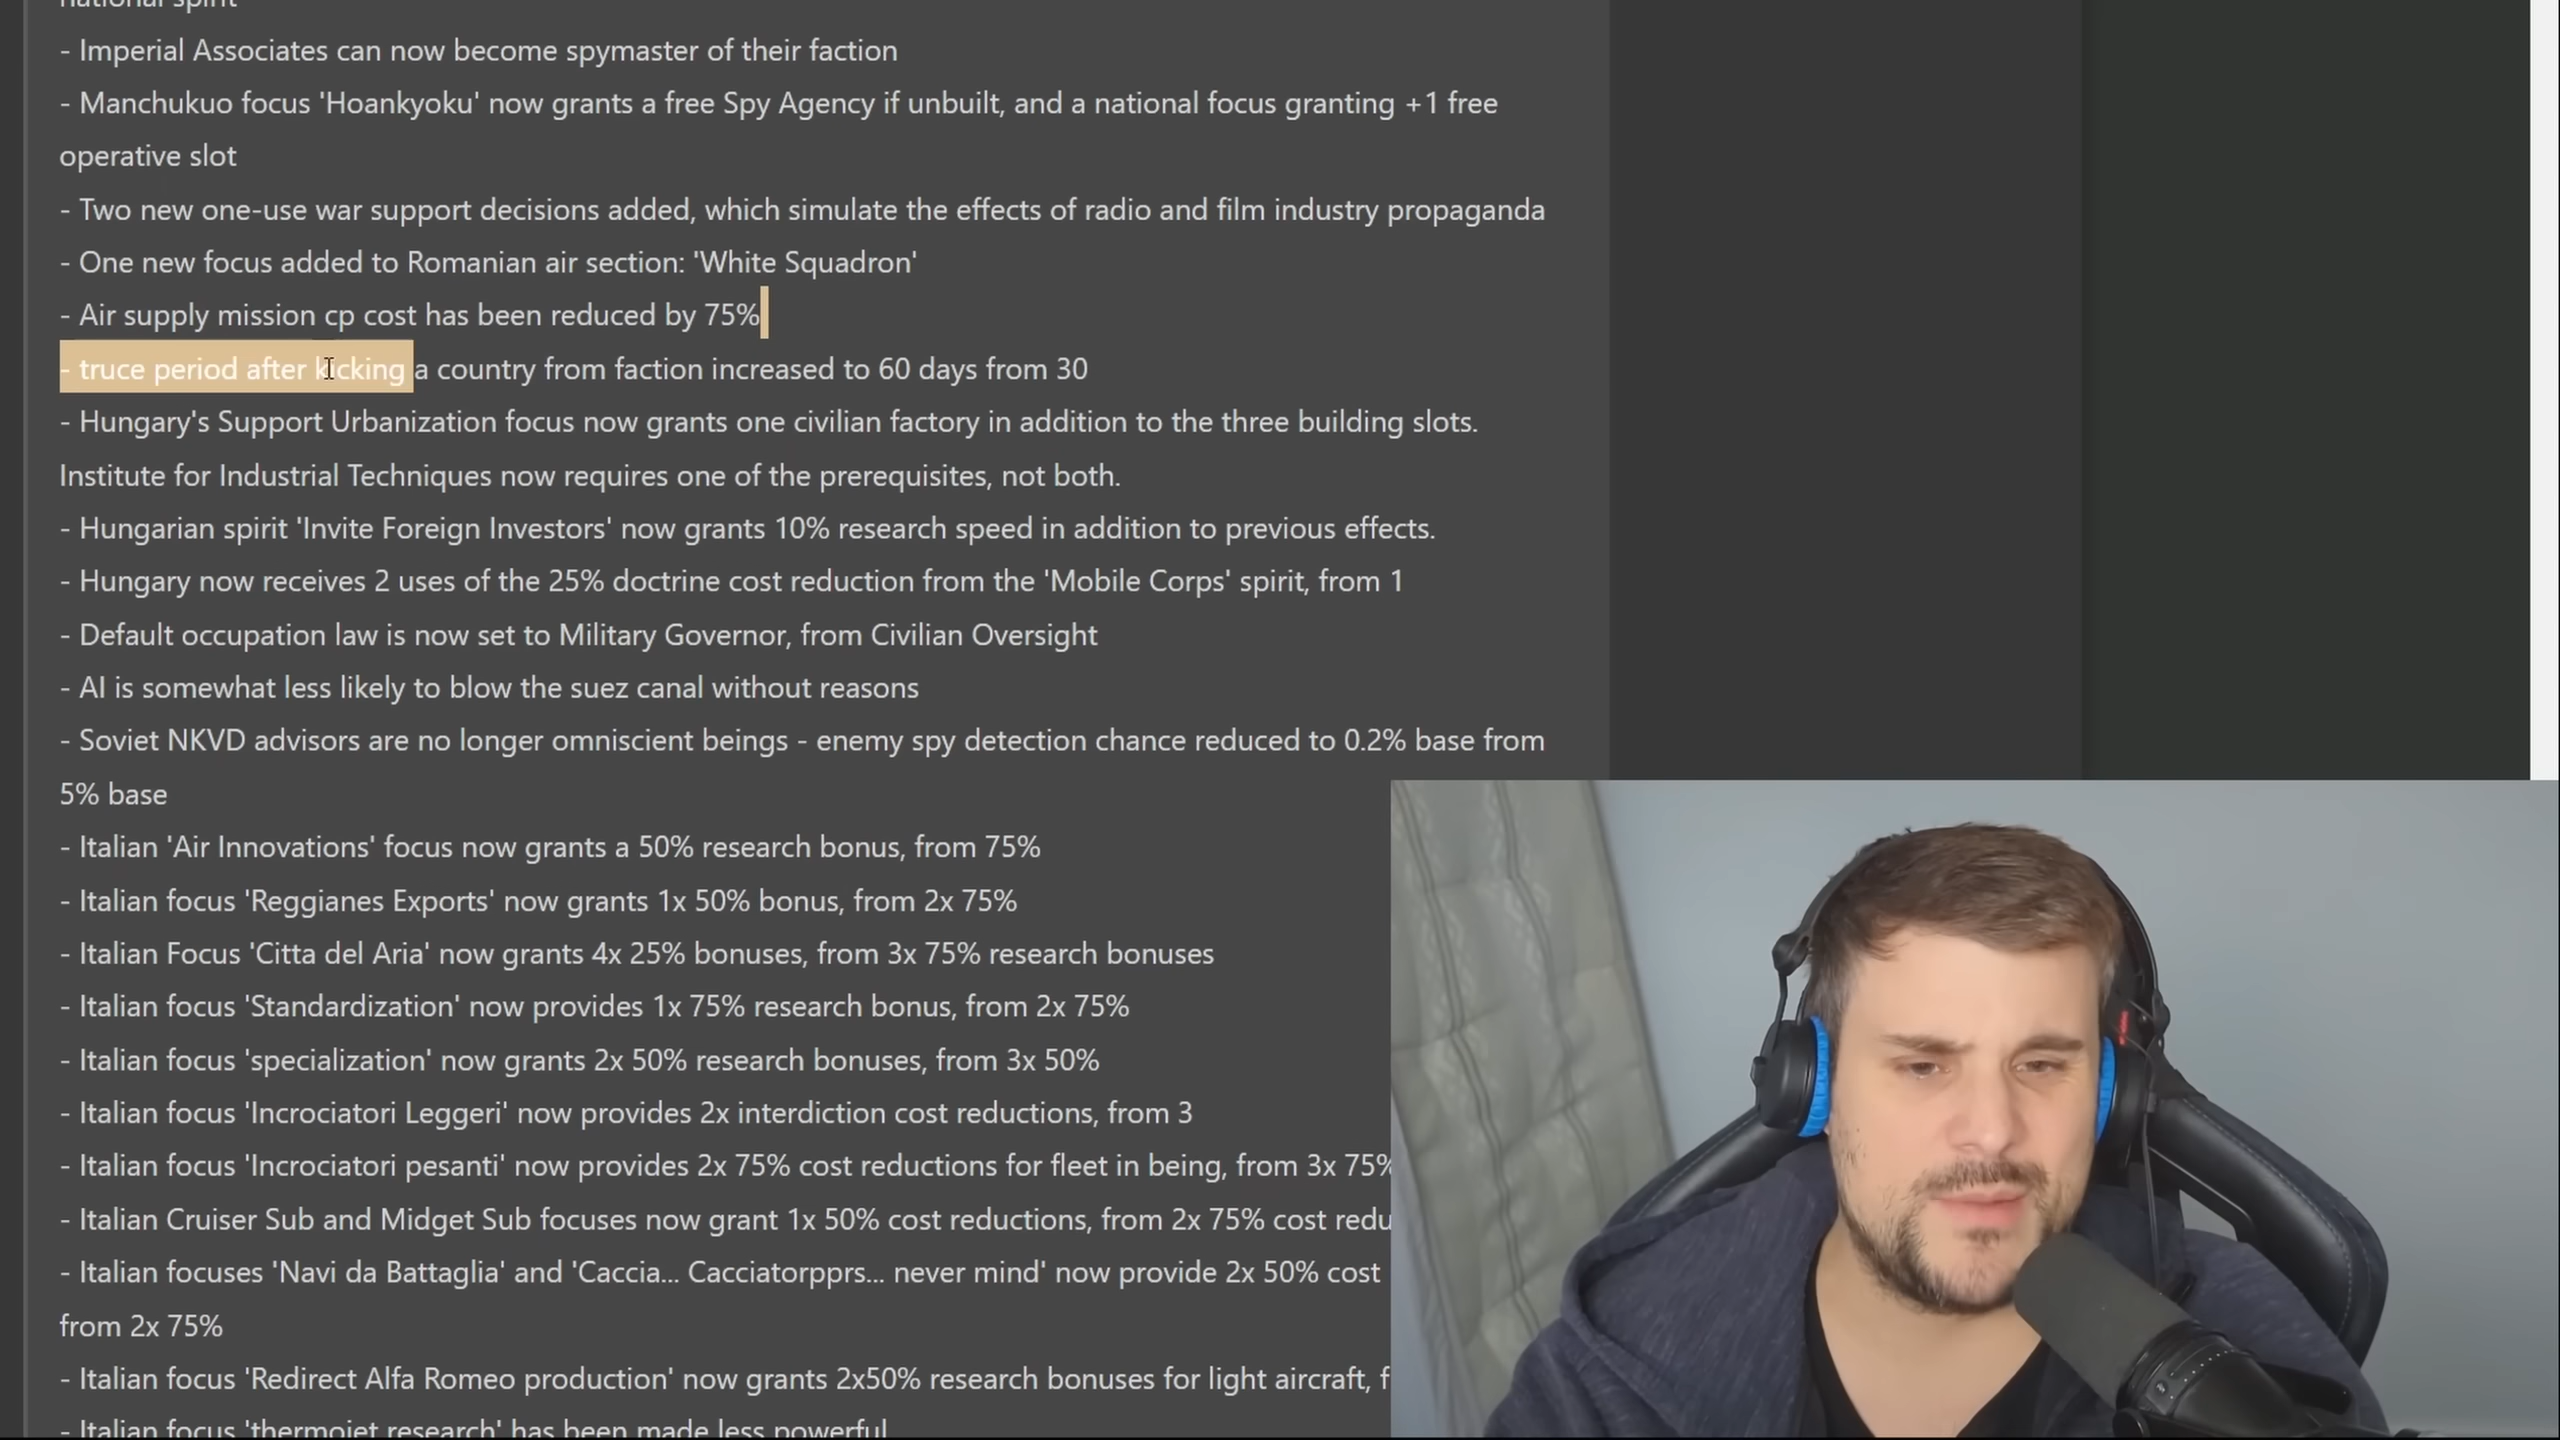 national spirit
- Imperial Associates can now become spymaster of their faction
- Manchukuo focus 'Hoankyoku' now grants a free Spy Agency if unbuilt, and a national focus granting +1 free
operative slot
- Two new one-use war support decisions added, which simulate the effects of radio and film industry propaganda
- One new focus added to Romanian air section: 'White Squadron'
- Air supply mission cp cost has been reduced by 75%
- truce period after kicking a country from faction increased to 60 days from 30
- Hungary's Support Urbanization focus now grants one civilian factory in addition to the three building slots.
Institute for Industrial Techniques now requires one of the prerequisites, not both.
- Hungarian spirit 'Invite Foreign Investors' now grants 10% research speed in addition to previous effects.
- Hungary now receives 2 uses of the 25% doctrine cost reduction from the 'Mobile Corps' spirit, from 1
- Default occupation law is now set to Military Governor, from Civilian Oversight
- AI is somewhat less likely to blow the suez canal without reasons
- Soviet NKVD advisors are no longer omniscient beings - enemy spy detection chance reduced to 0.2% base from
5% base
- Italian 'Air Innovations' focus now grants a 50% research bonus, from 75%
- Italian focus 'Reggianes Exports' now grants 1x 50% bonus, from 2x 75%
- Italian Focus 'Citta del Aria' now grants 4x 25% bonuses, from 3x 75% research bonuses
- Italian focus 'Standardization' now provides 1x 75% research bonus, from 2x 75%
- Italian focus 'specialization' now grants 2x 50% research bonuses, from 3x 50%
- Italian focus 'Incrociatori Leggeri' now provides 2x interdiction cost reductions, from 3
- Italian focus 'Incrociatori pesanti' now provides 2x 75% cost reductions for fleet in being, from 3x 75%
- Italian Cruiser Sub and Midget Sub focuses now grant 1x 50% cost reductions, from 2x 75% cost redu
- Italian focuses 'Navi da Battaglia' and 'Caccia... Cacciatorpprs... never mind' now provide 2x 50% cost
from 2x 75%
- Italian focus 'Redirect Alfa Romeo production' now grants 2x50% research bonuses for light aircraft, f
- Italian focus 'thermojet research' has been made less powerful